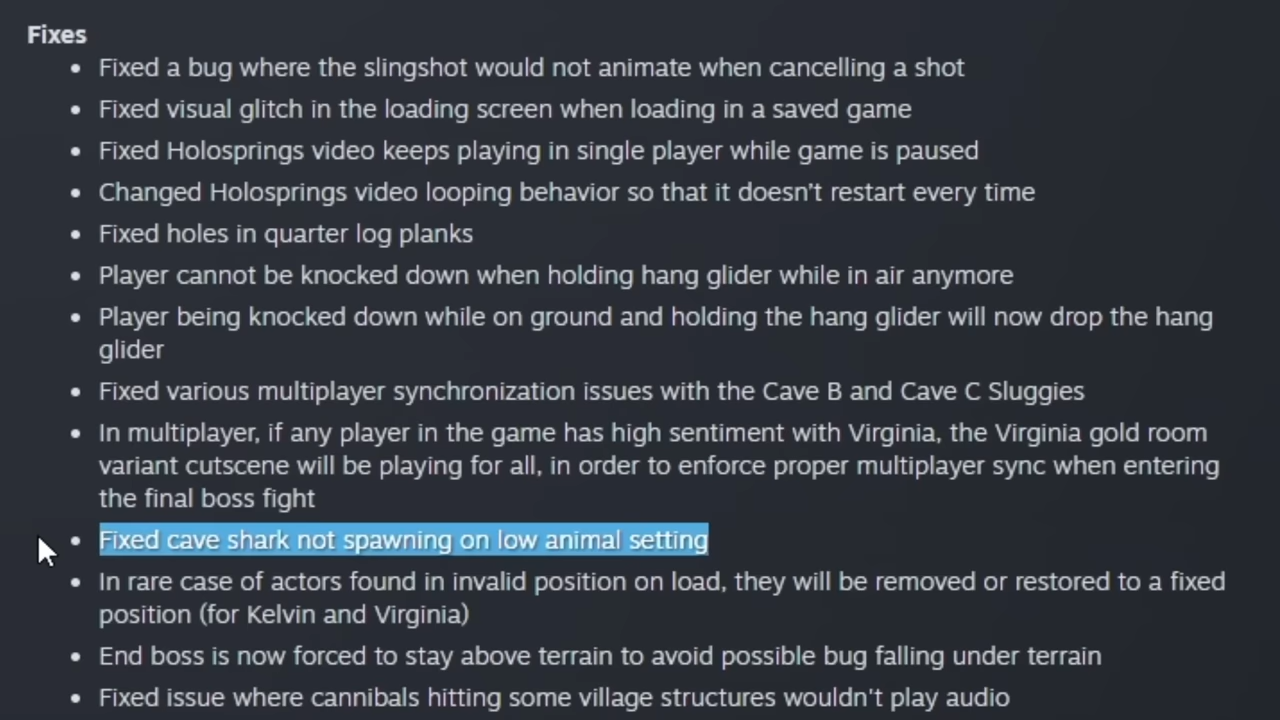 Fixes
• Fixed a bug where the slingshot would not animate when cancelling a shot
• Fixed visual glitch in the loading screen when loading in a saved game
• Fixed Holosprings video keeps playing in single player while game is paused
• Changed Holosprings video looping behavior so that it doesn't restart every time
• Fixed holes in quarter log planks
• Player cannot be knocked down when holding hang glider while in air anymore
• Player being knocked down while on ground and holding the hang glider will now drop the hang
glider
• Fixed various multiplayer synchronization issues with the Cave B and Cave C Sluggies
• In multiplayer, if any player in the game has high sentiment with Virginia, the Virginia gold room
variant cutscene will be playing for all, in order to enforce proper multiplayer sync when entering
the final boss fight
• Fixed cave shark not spawning on low animal setting
• In rare case of actors found in invalid position on load, they will be removed or restored to a fixed
position (for Kelvin and Virginia)
• End boss is now forced to stay above terrain to avoid possible bug falling under terrain
• Fixed issue where cannibals hitting some village structures wouldn't play audio